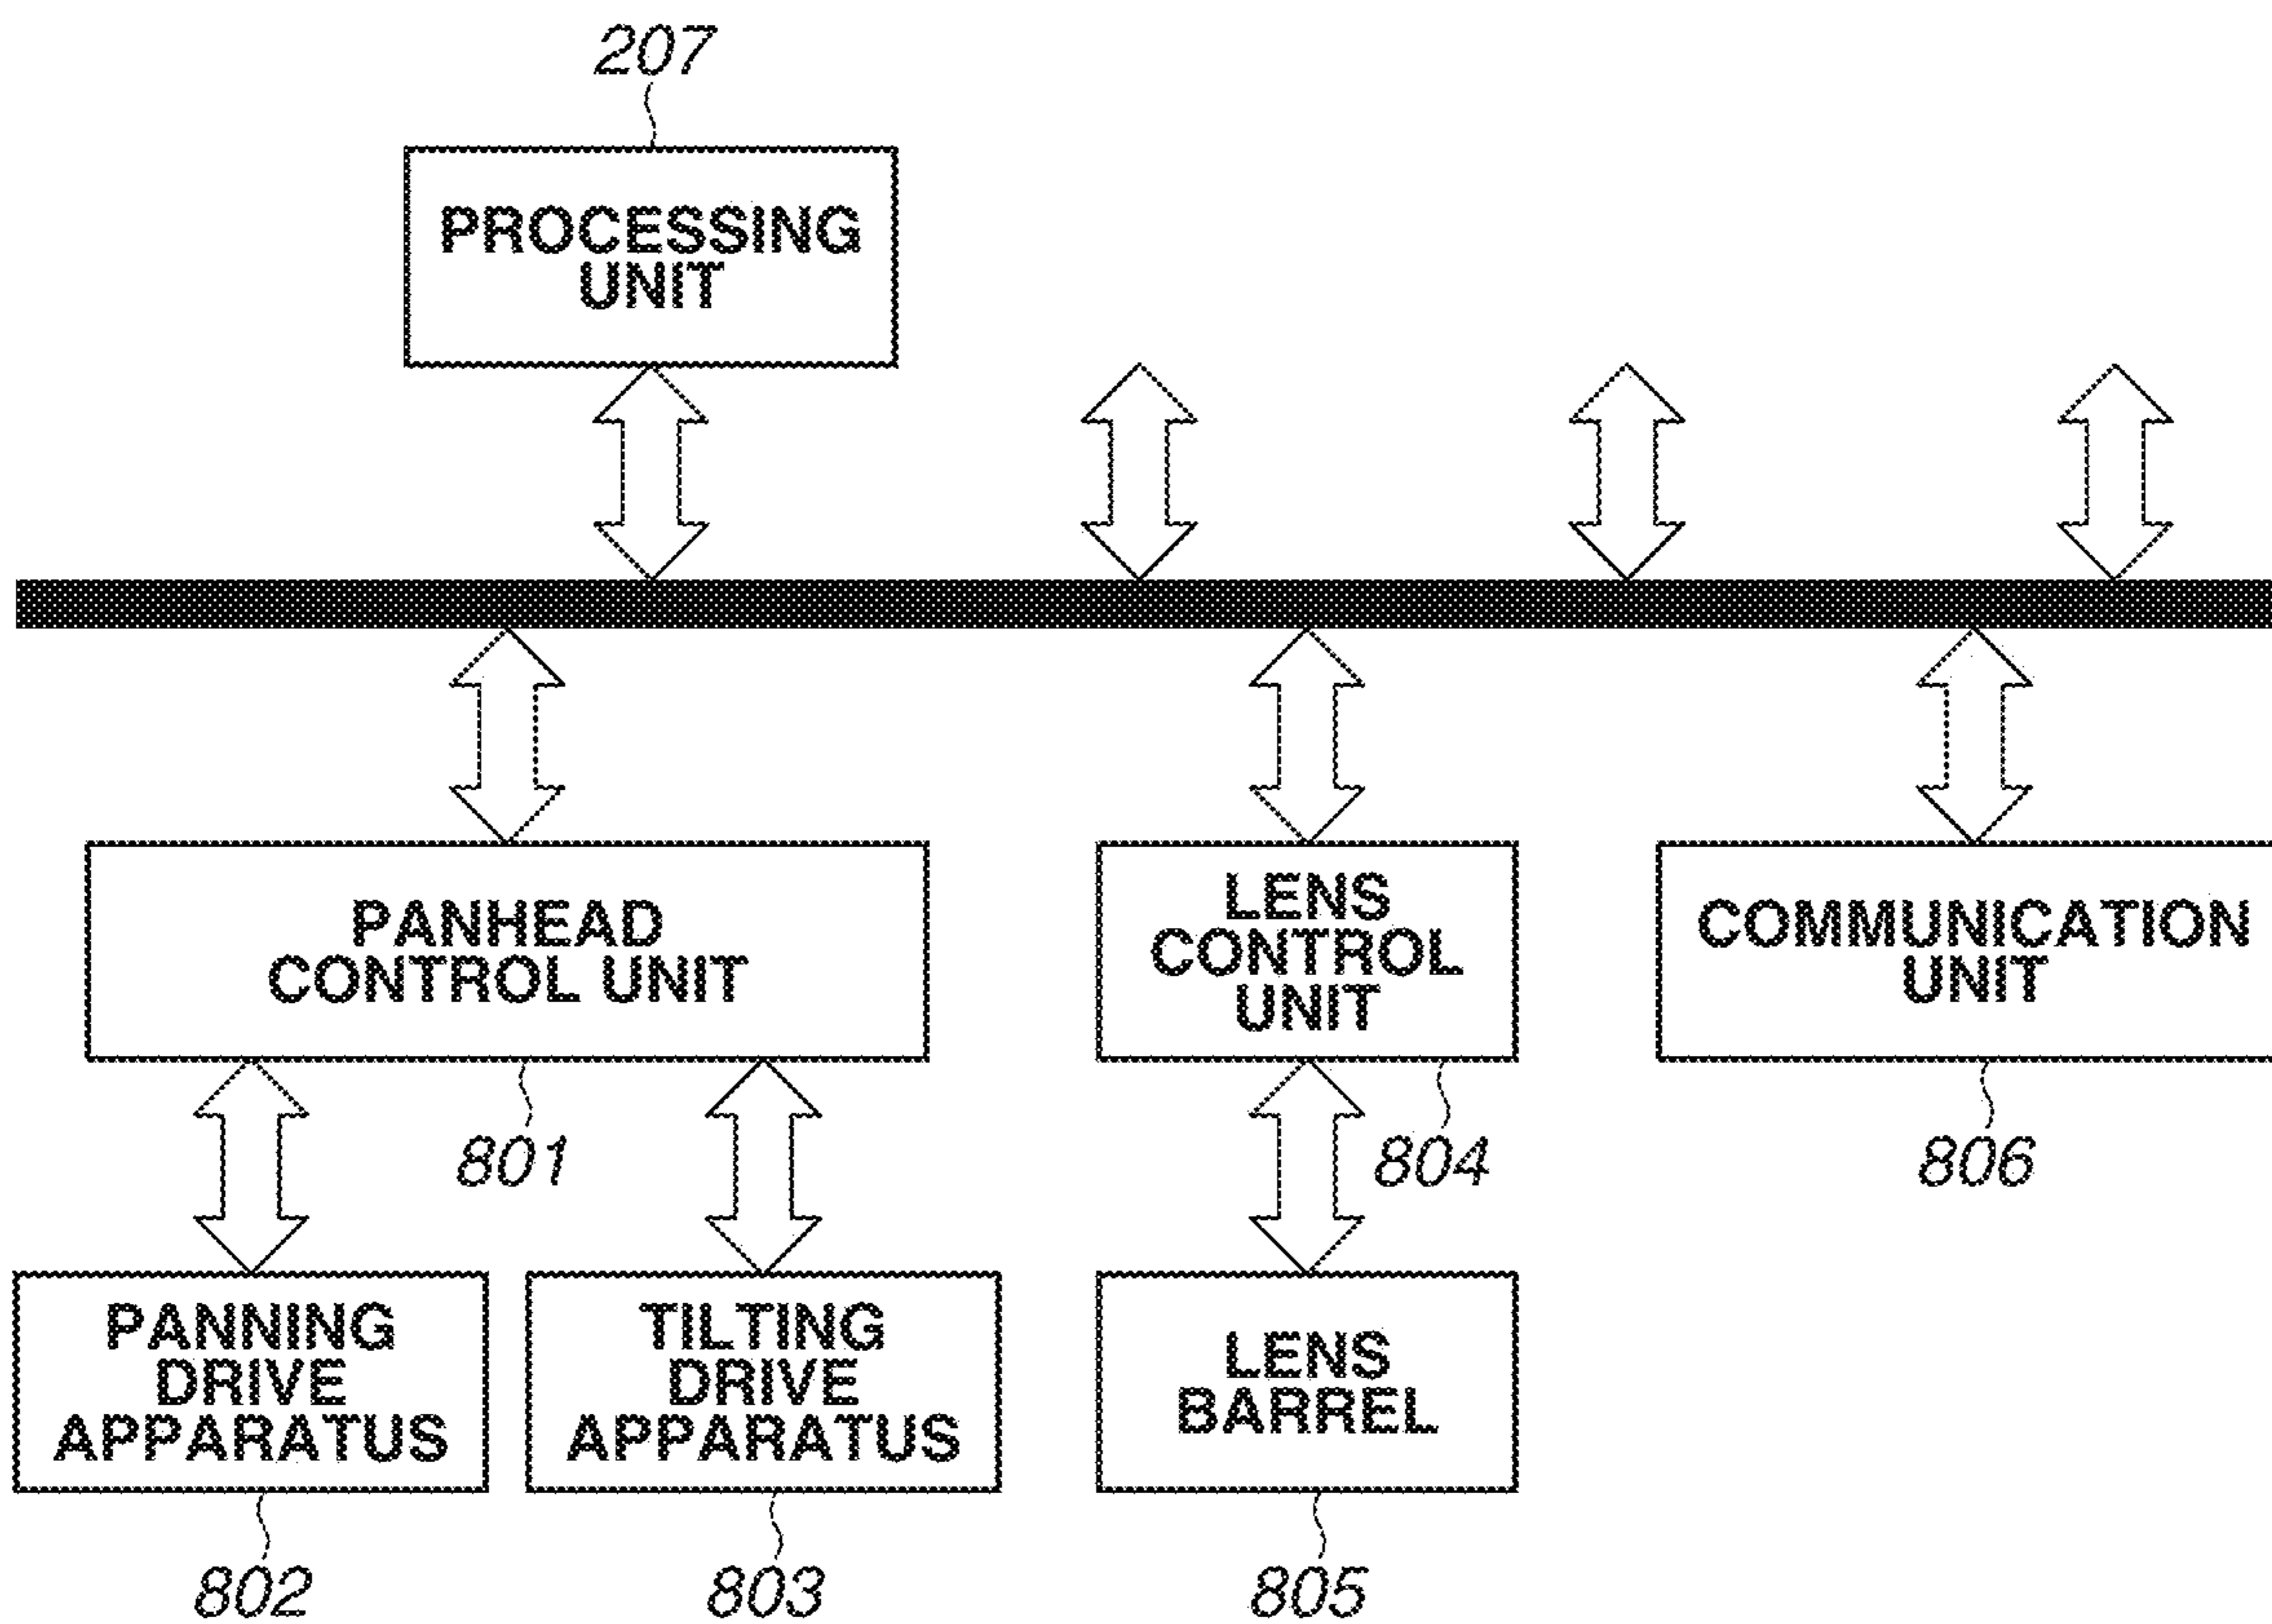 207
PROCESSING
UNIT
PANHEAD
CONTROL UNIT
LENS
CONTROL
UNIT
COMMUNICATION
UNIT
801
804
806
PANNING
DRIVE
APPARATUS
TILTING
DRIVE
APPARATUS
LENS
BARREL
802
803
805